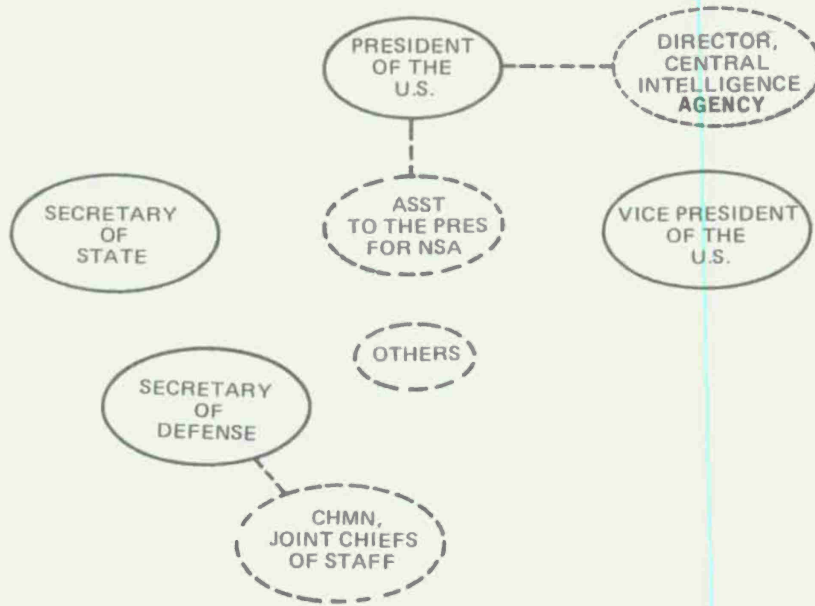 PRESIDENT
OF THE
U.S.
DIRECTOR,
CENTRAL
INTELLIGENCE
AGENCY
SECRETARY
OF
STATE
ASST
TO THE PRES
FOR NSA
VICE PRESIDENT
OF THE
U.S.
OTHERS
SECRETARY
OF
DEFENSE
CHMN,
JOINT CHIEFS
OF STAFF